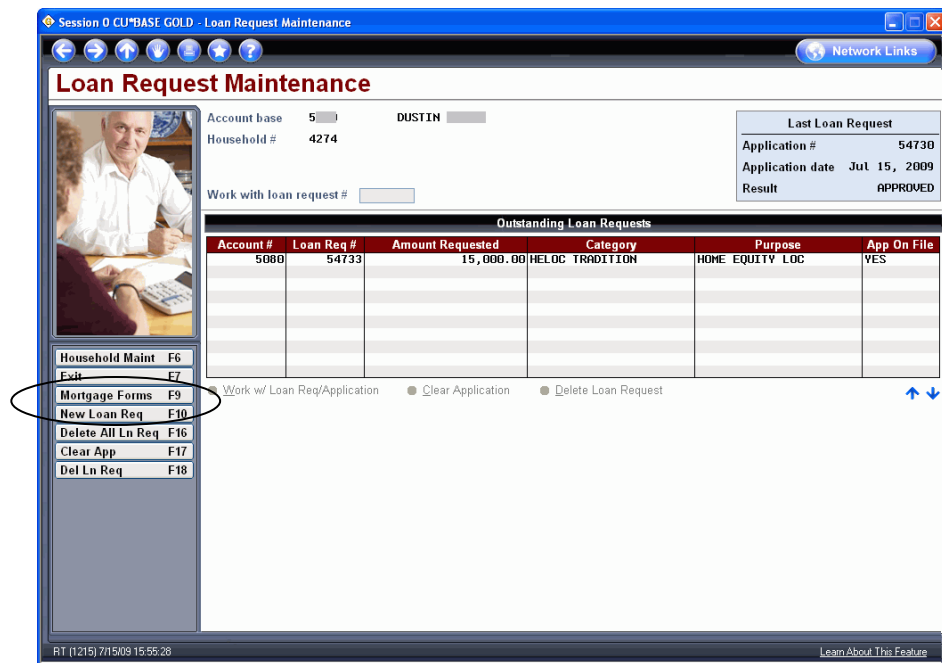 Session 0 CU*BASE GOLD - Loan Request Maintenance
Network Links
Loan Request Maintenance
Account base 5 DUSTIN
Household # 4274
Work with loan request #
Last Loan Request
Application # 54730
Application date Jul 15, 2009
Result APPROVED
Outstanding Loan Requests
Account # Loan Req # Amount Requested Category Purpose App On File
5080 54733 15,000.00 HELOC TRADITION HOME EQUITY LOC YES
Work w/ Loan Req/Application Clear Application Delete Loan Request
Household Maint F6
Exit F7
Mortgage Forms F9
New Loan Req F10
Delete All Ln Req F16
Clear App F17
Del Ln Req F18
RT (1215) 7/15/09 15:55:28 Learn About This Feature